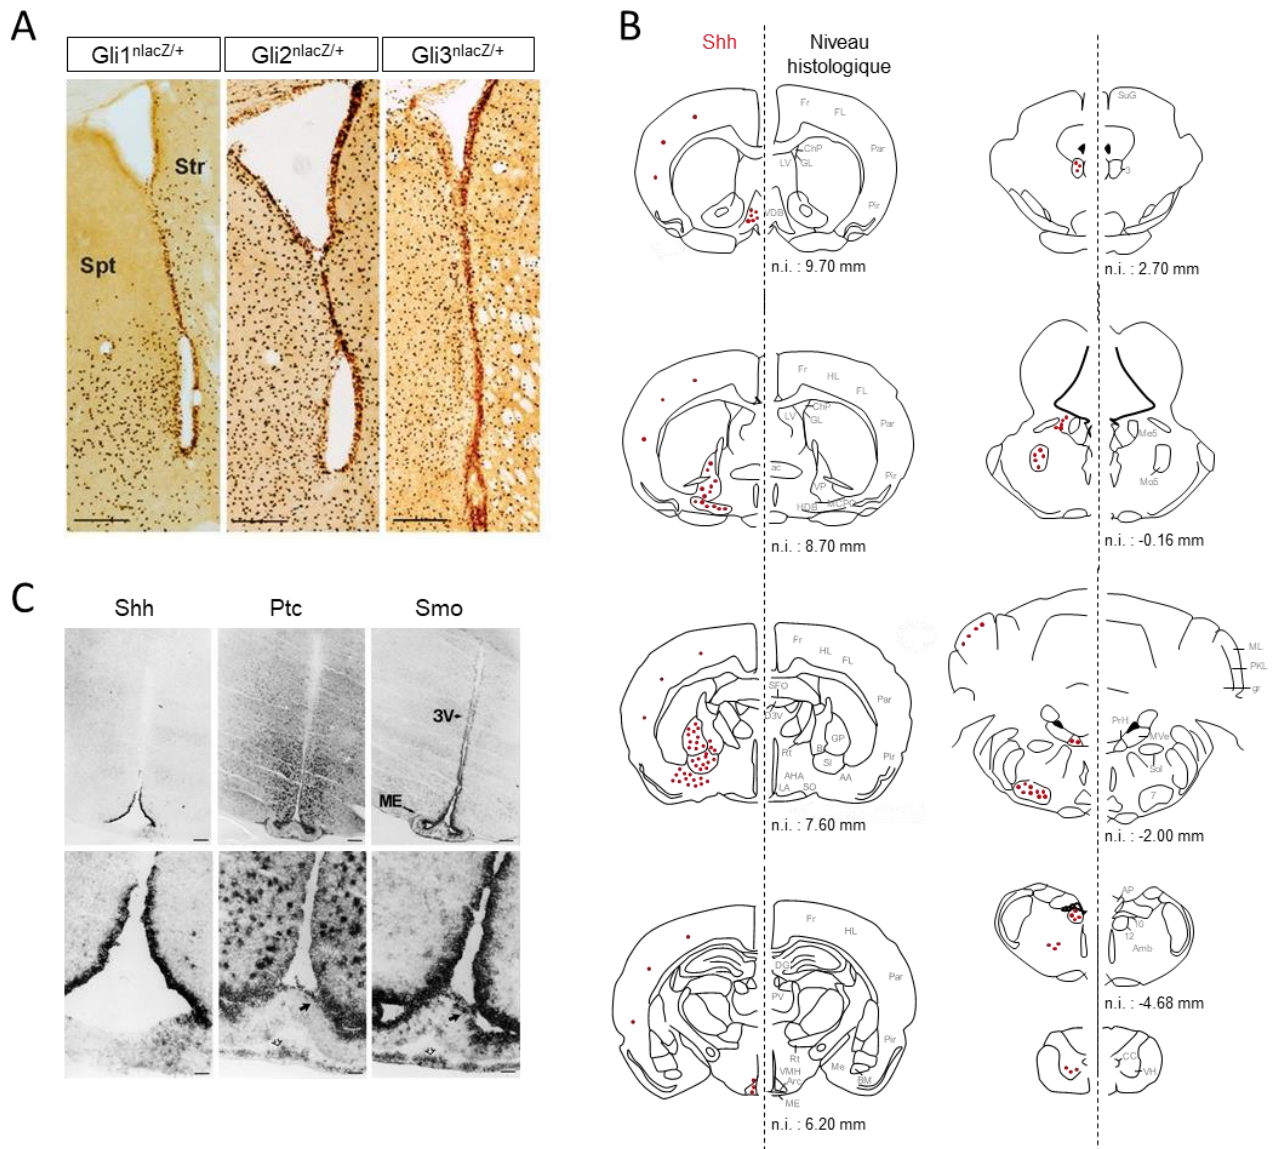 A
Gli1nlacZ/+
Gli2nlacZ/+
Gli3nlacZ/+
Str
Spt
B
Shh
Niveau
histologique
Fr
FL
ChP
LV
GL
Par
Pir
VDB
n.i. : 9.70 mm
Fr
HL
FL
ChP
LV
GL
Par
ac
Pir
VP
HDB
MCPO
n.i. : 8.70 mm
Fr
HL
FL
SFO
Par
D3V
GP
Rt
B
Pir
SI
AHA
AA
LA
SO
n.i. : 7.60 mm
Fr
HL
DG
Par
PV
Pir
Rt
VMH
Me
Arc
BM
ME
n.i. : 6.20 mm
SuG
3
n.i. : 2.70 mm
Me5
Mo5
n.i. : -0.16 mm
ML
PKL
gr
PrH
MVe
Sol
7
n.i. : -2.00 mm
AP
10
12
Amb
n.i. : -4.68 mm
CC
VH
C
Shh
Ptc
Smo
3V
ME